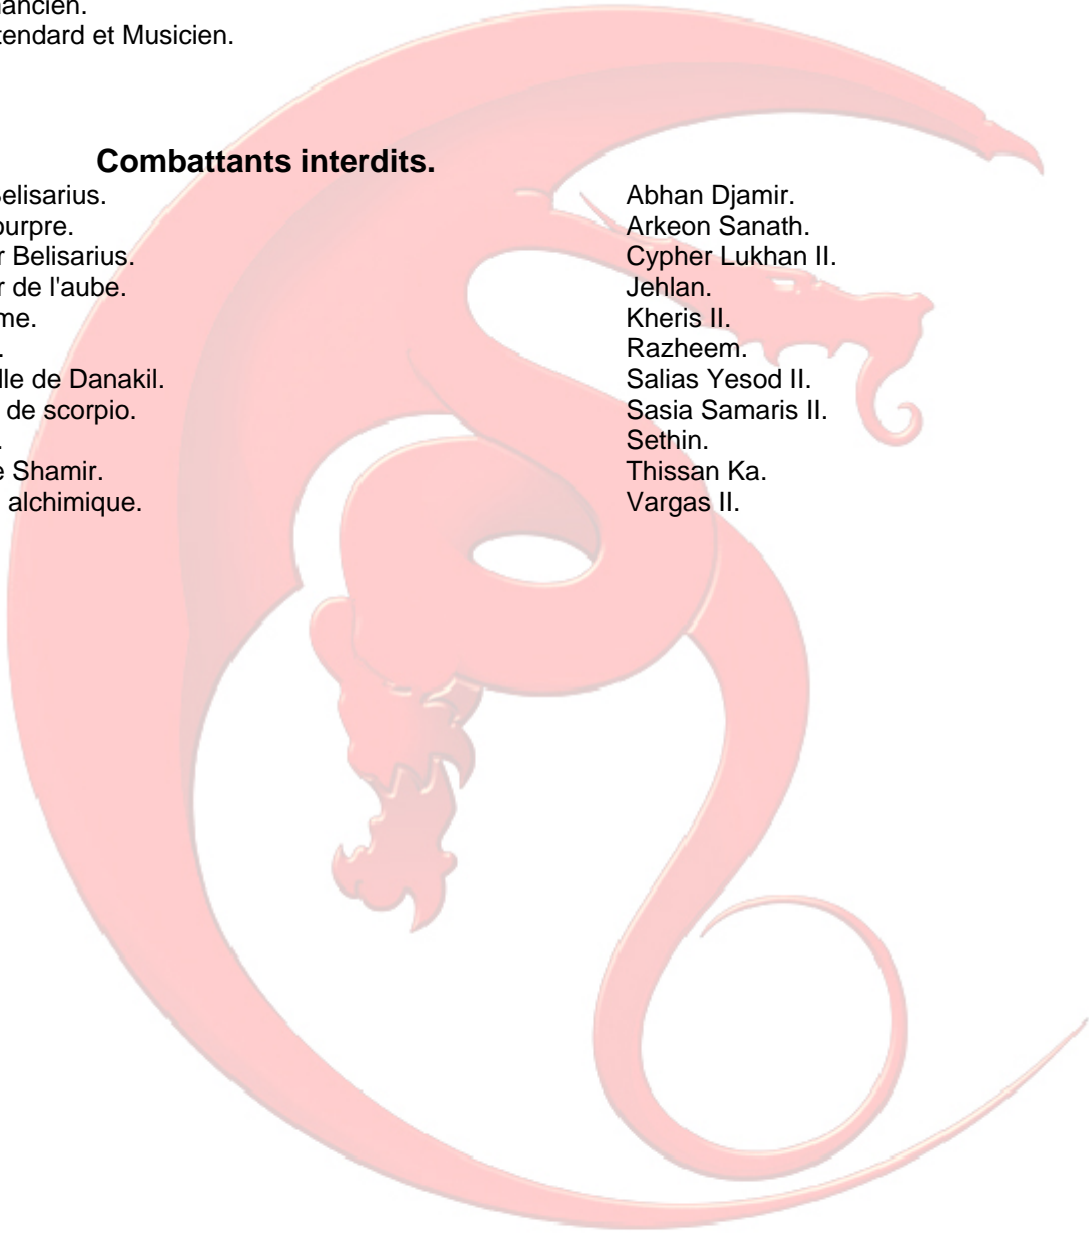 ancien.
tendard et Musicien.
Combattants interdits.
elisarius.
ourpre.
r Belisarius.
r de l'aube.
me.
.
lle de Danakil.
de scorpio.
.
e Shamir.
alchimique.
Abhan Djamir.
Arkeon Sanath.
Cypher Lukhan II.
Jehlan.
Kheris II.
Razheem.
Salias Yesod II.
Sasia Samaris II.
Sethin.
Thissan Ka.
Vargas II.